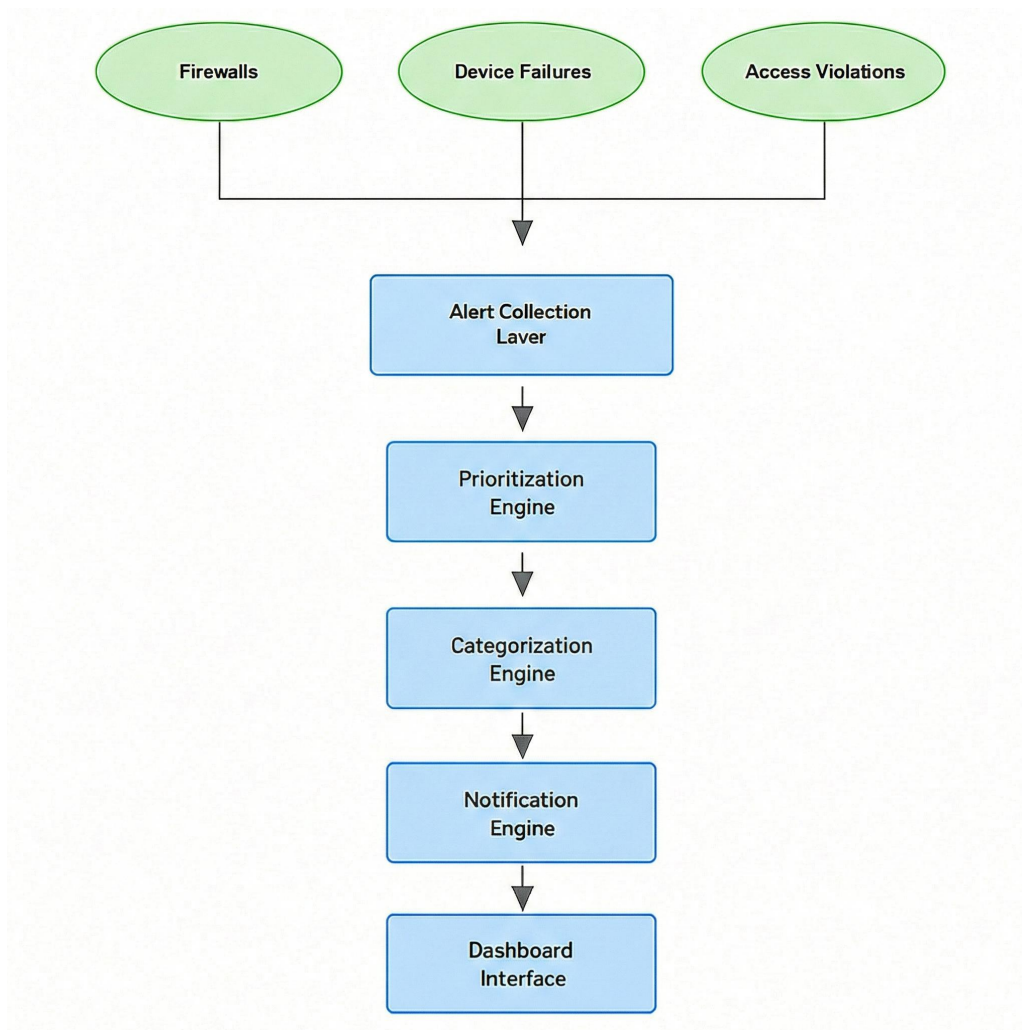 Firewalls
Device Failures
Access Violations
Alert Collection
Laver
Prioritization
Engine
Categorization
Engine
Notification
Engine
Dashboard
Interface